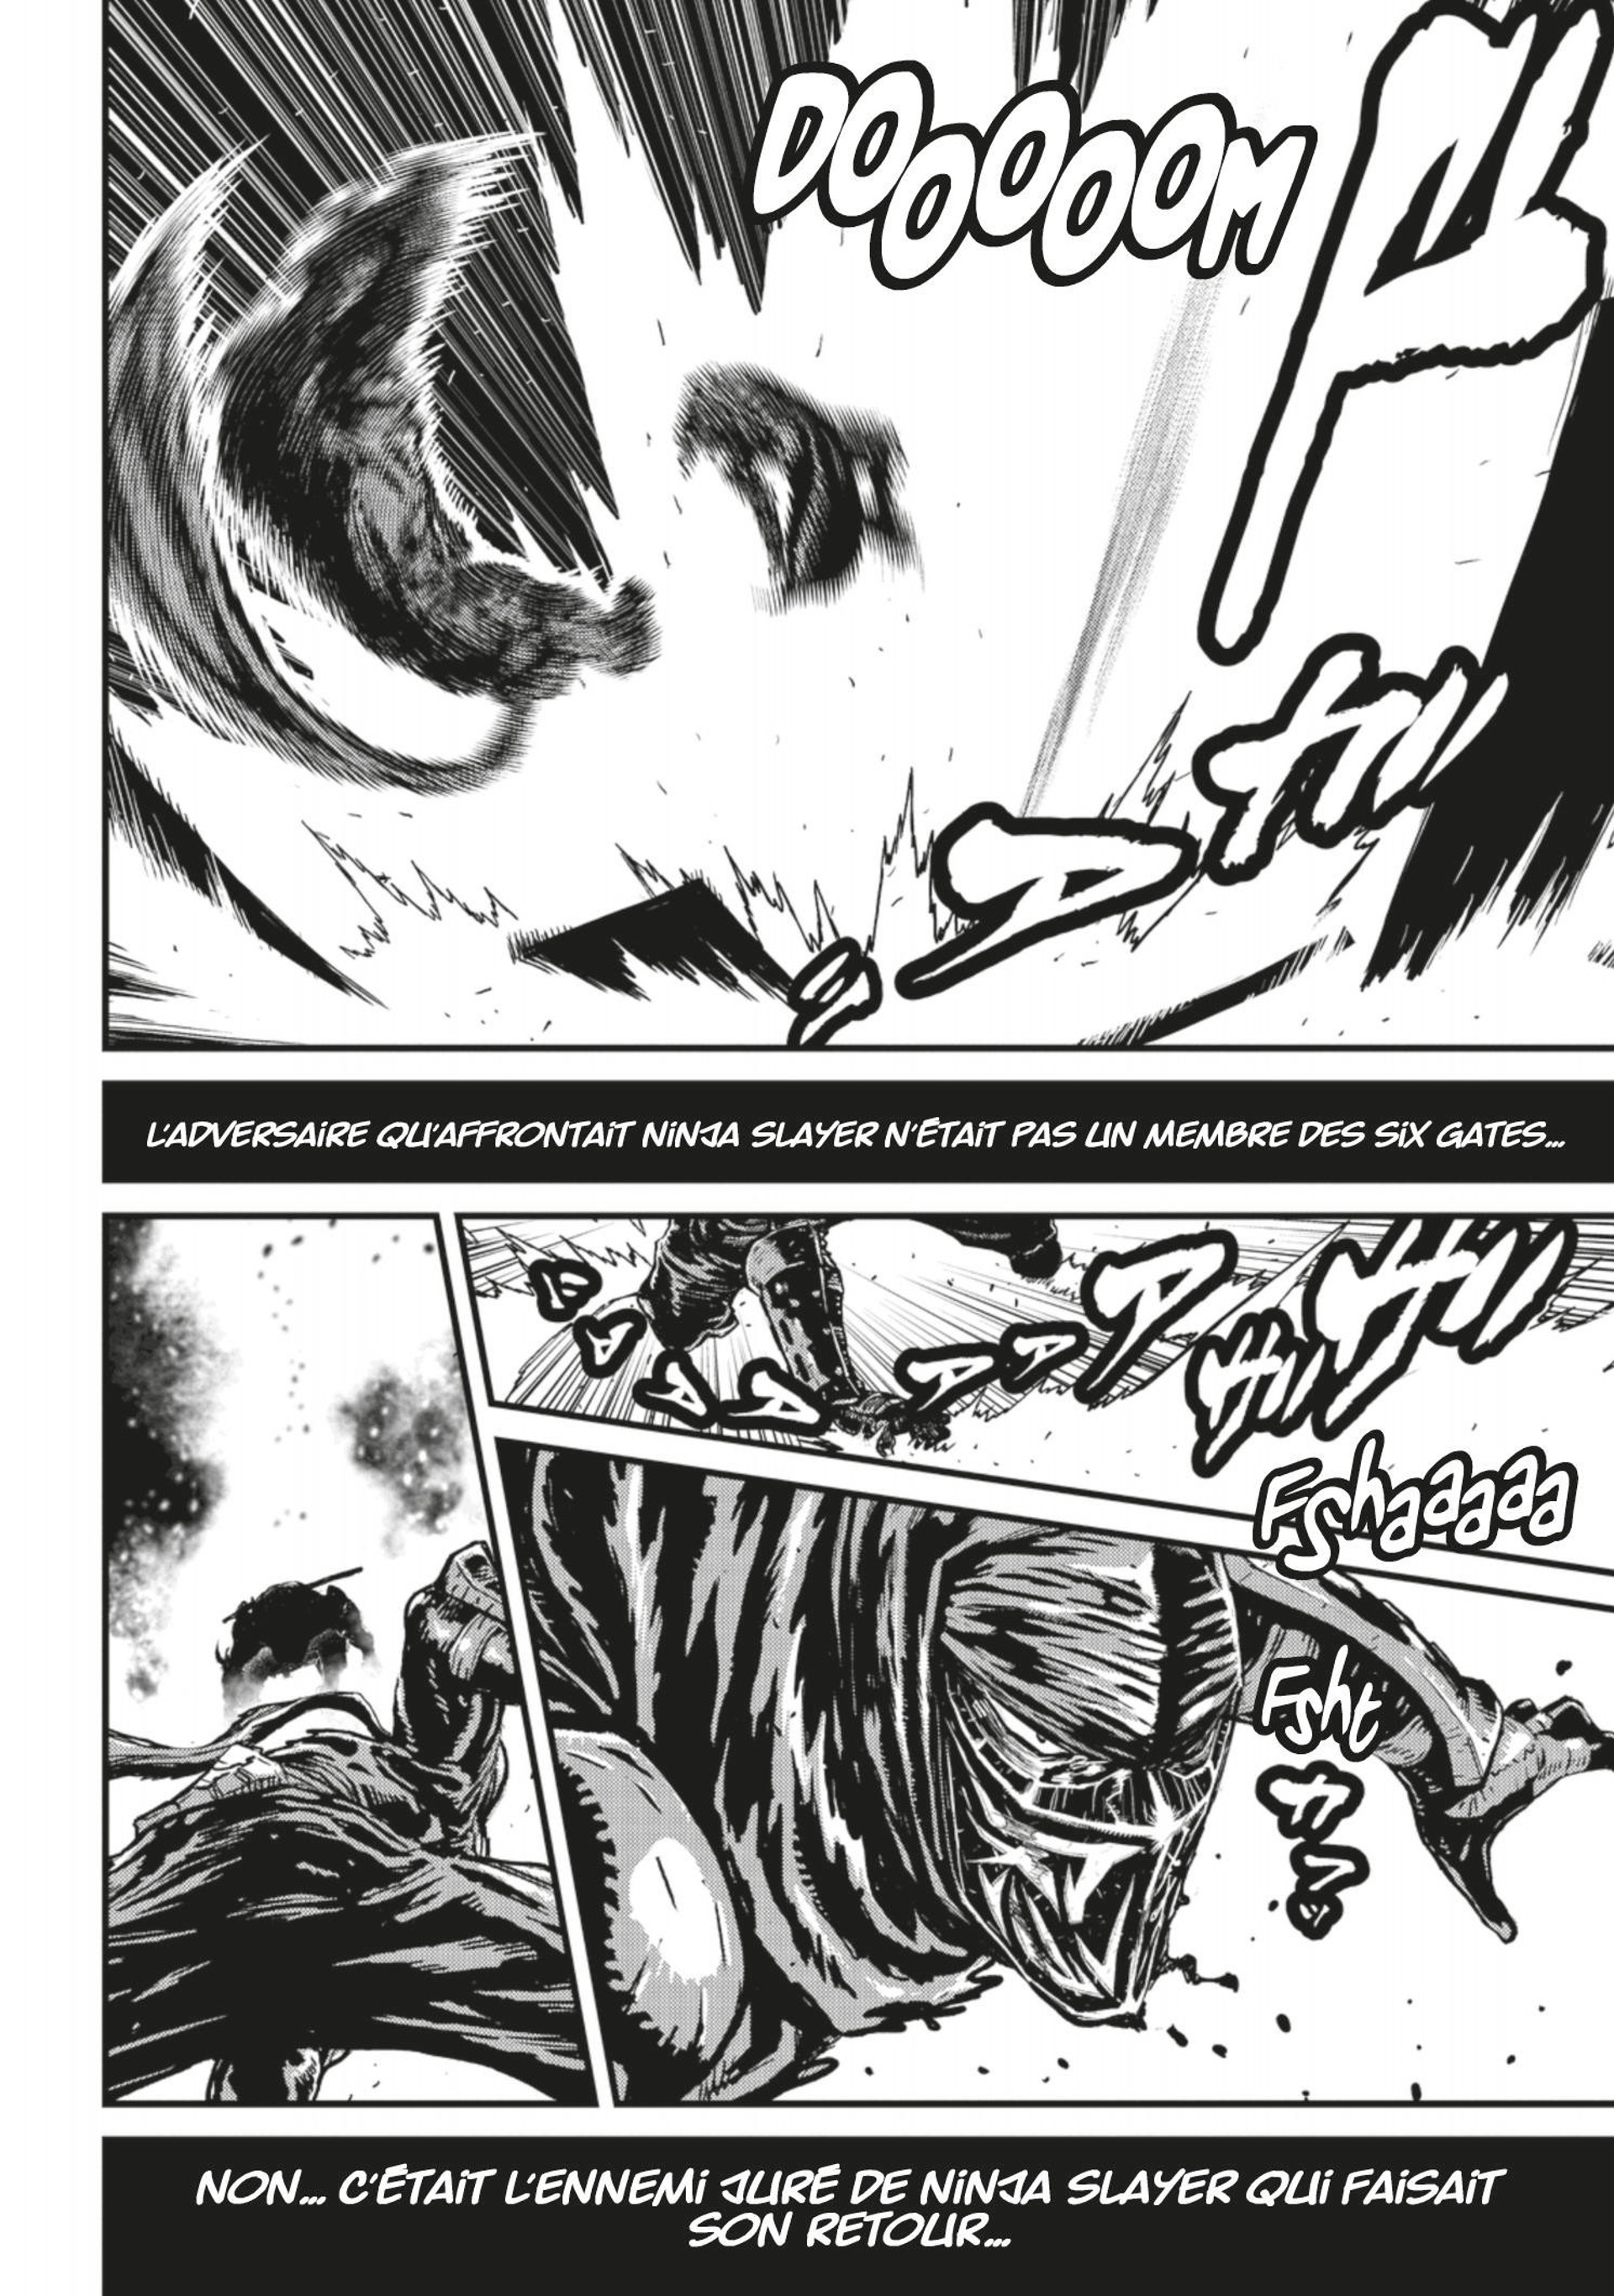 DOOOOOOM
L'ADVERSAIRE QU'AFFRONTAIT NINJA SLAYER N'ÉTAIT PAS UN MEMBRE DES SIX GATES...
Fshaaaaaa
Fsht
NON... C'ÉTAIT L'ENNEMI JURÉ DE NINJA SLAYER QUI FAISAIT
SON RETOUR...